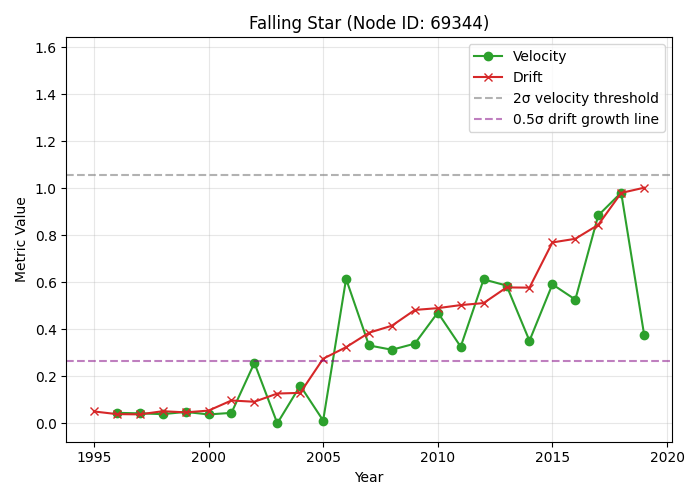 Falling Star (Node ID: 69344)
Velocity
Drift
2σ velocity threshold
0.5σ drift growth line
Metric Value
1.6
1.4
1.2
1.0
0.8
0.6
0.4
0.2
0.0
1995 2000 2005 2010 2015 2020
Year